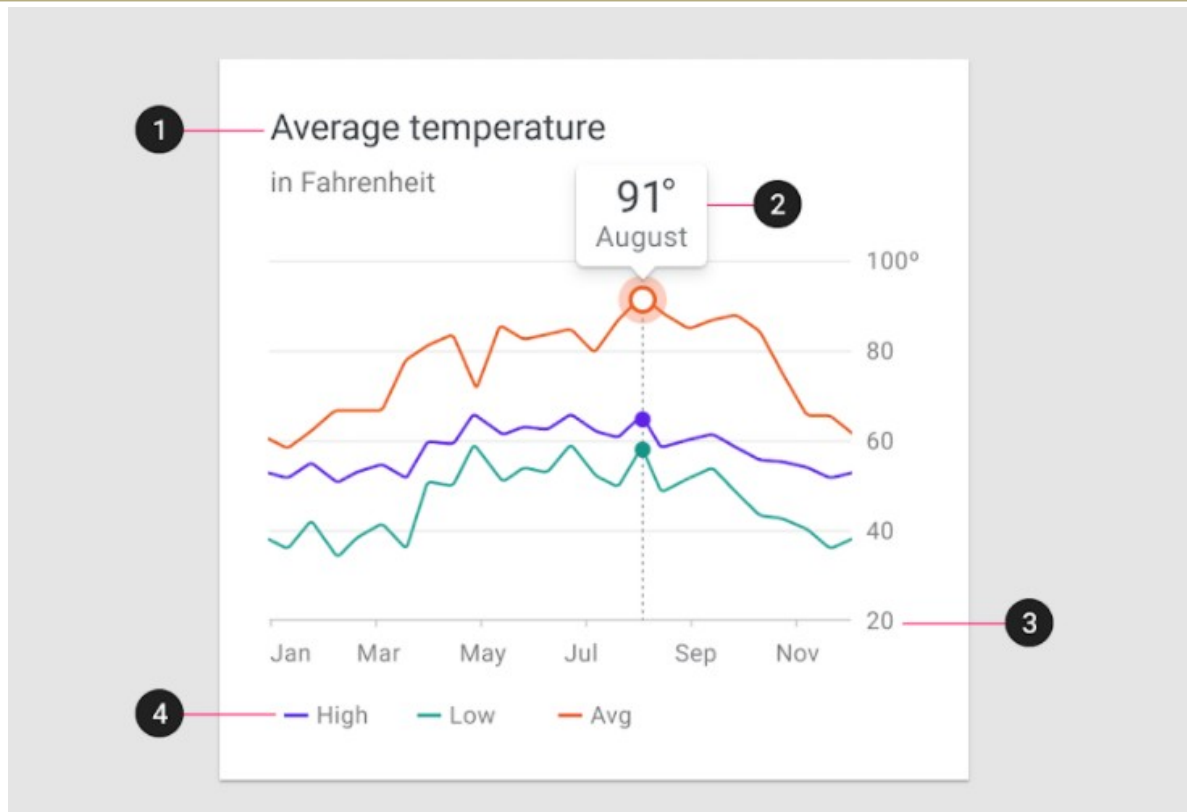 1 Average temperature
in Fahrenheit
91°
August
2
100º
80
60
40
20 3
Jan Mar May Jul Sep Nov
4 High Low Avg